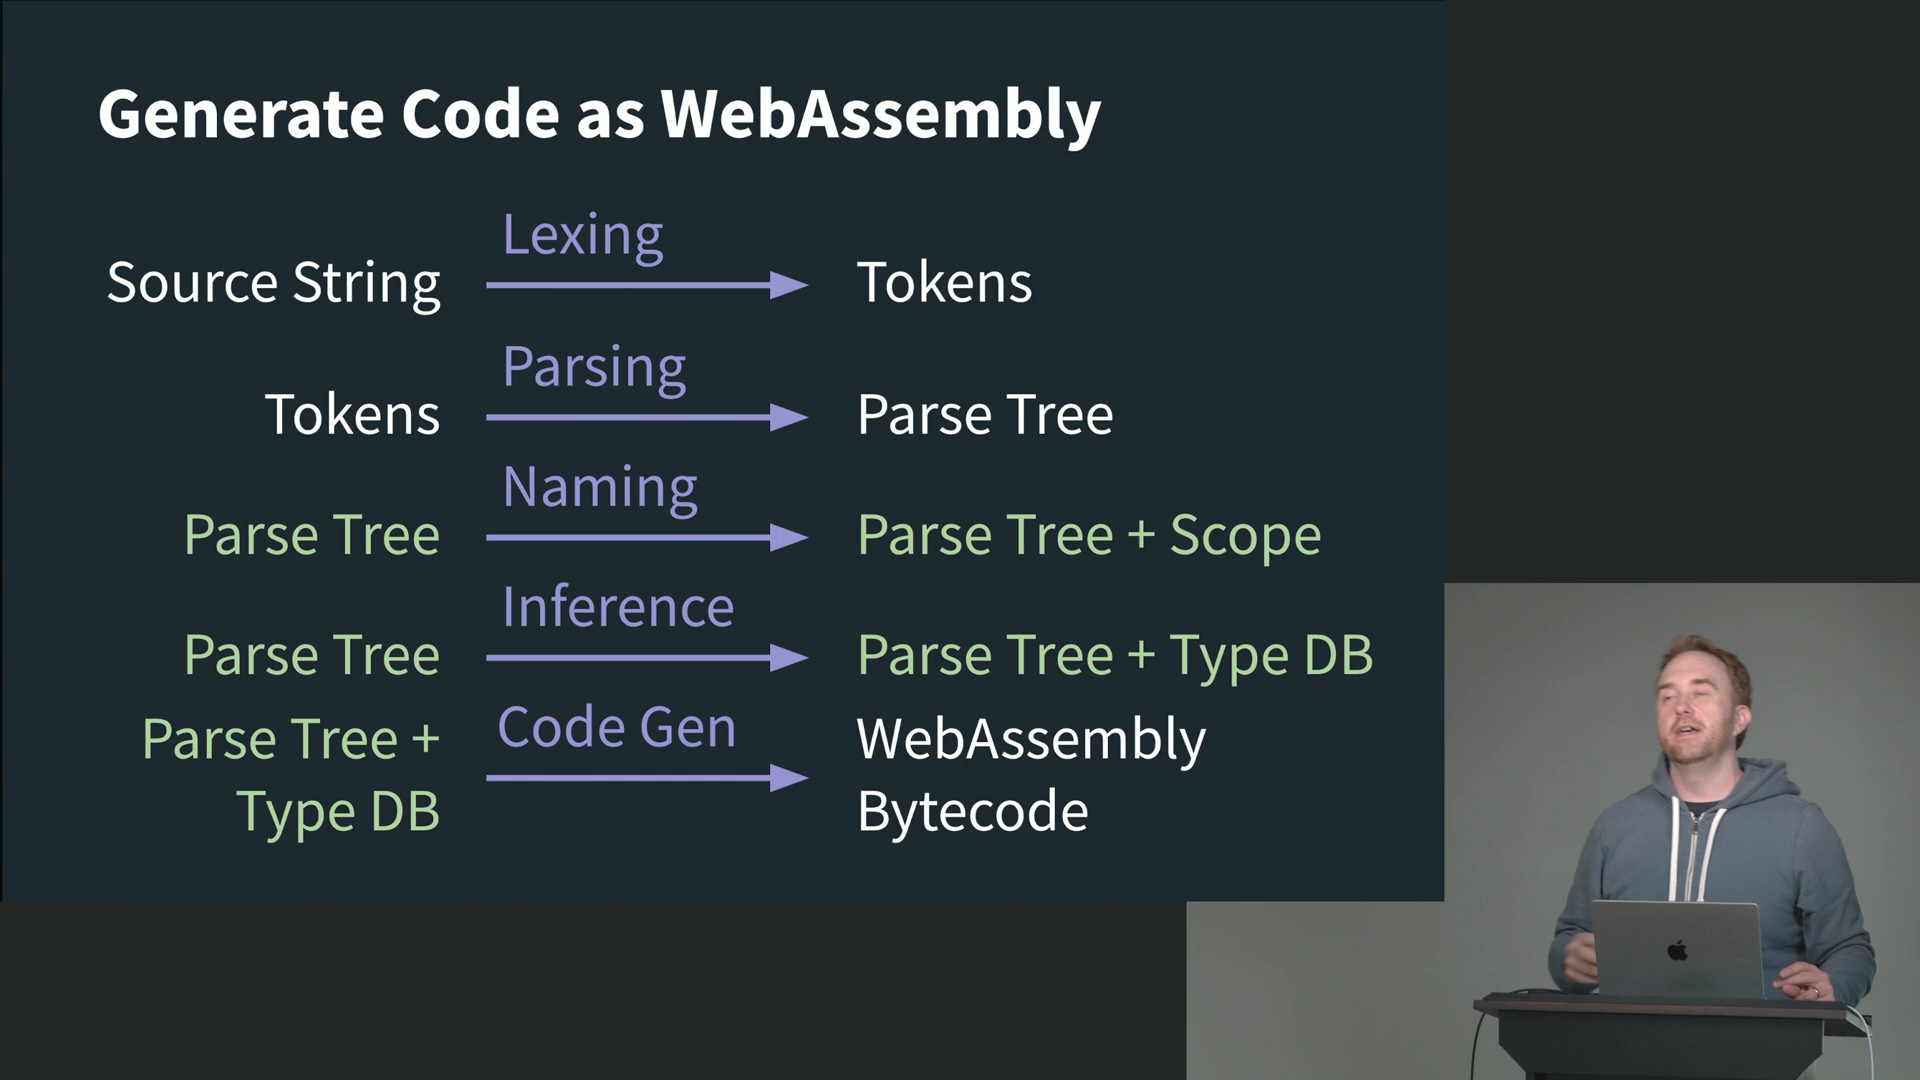 Generate Code as WebAssembly
Lexing
Source String
Tokens
Parsing
Tokens
Parse Tree
Naming
Parse Tree
Parse Tree + Scope
Inference
Parse Tree
Parse Tree + Type DB
Code Gen
Parse Tree +
Type DB
WebAssembly
Bytecode